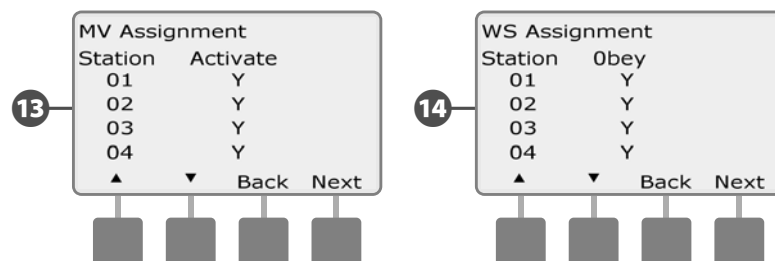 13
MV Assignment
Station Activate
01 Y
02 Y
03 Y
04 Y
▲ ▼ Back Next
14
WS Assignment
Station 0bey
01 Y
02 Y
03 Y
04 Y
▲ ▼ Back Next